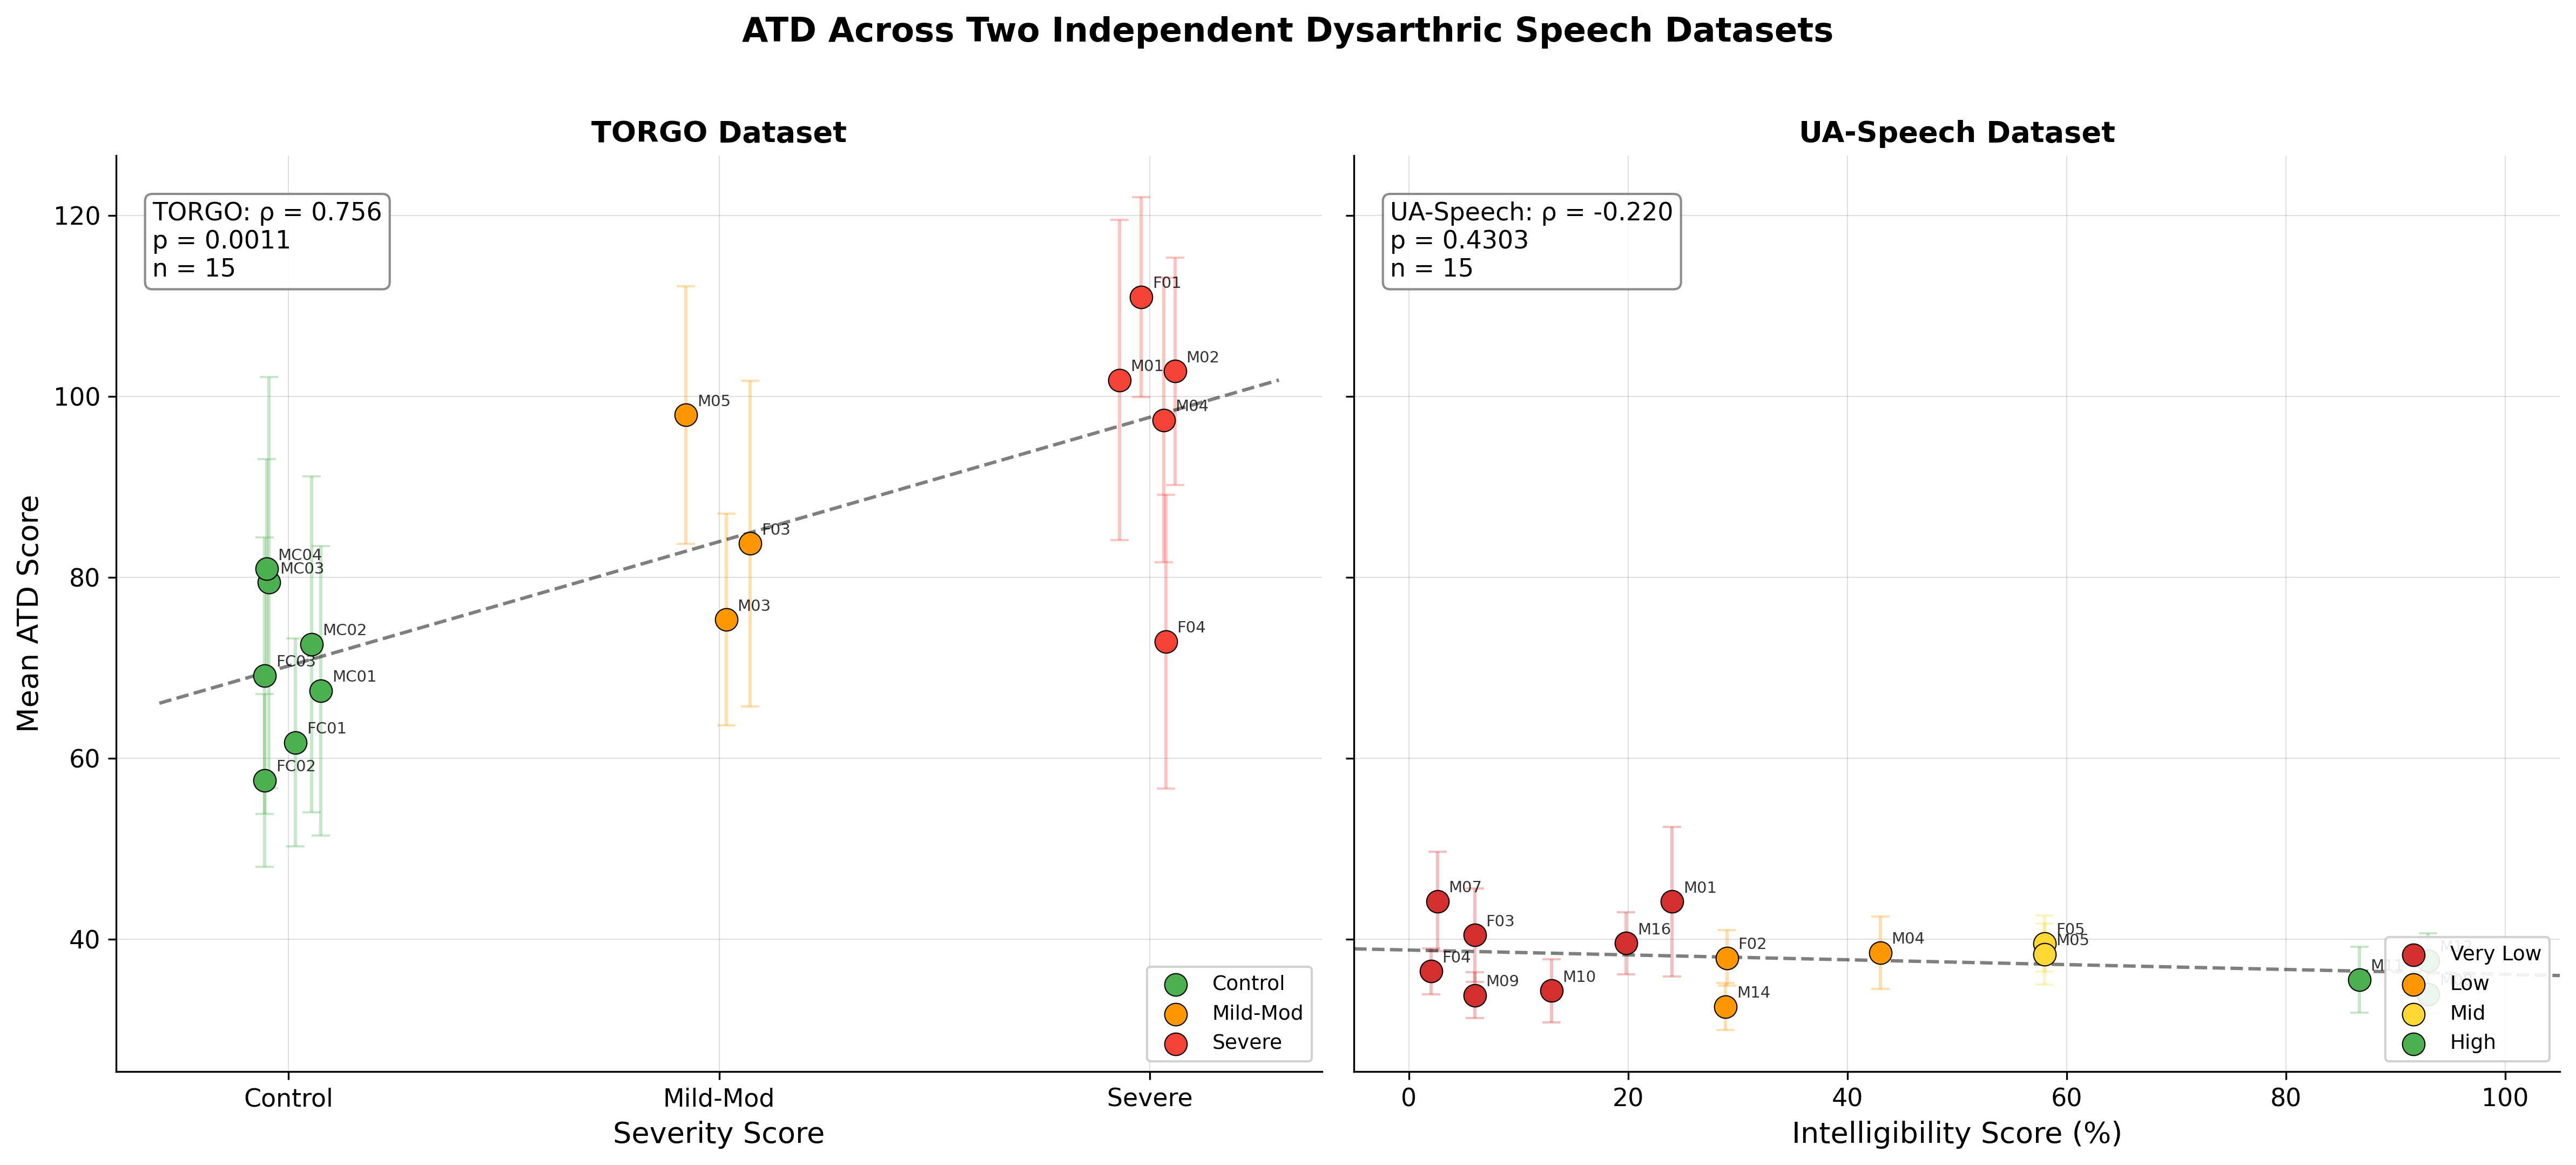 ATD Across Two Independent Dysarthric Speech Datasets
TORGO Dataset
TORGO: ρ = 0.756
p = 0.0011
n = 15
Mean ATD Score
120
100
80
60
40
F01
M02
M01
M04
M05
F03
M03
F04
MC04
MC03
MC02
FC03
MC01
FC01
FC02
Control
Mild-Mod
Severe
Control
Mild-Mod
Severe
Severity Score
UA-Speech Dataset
UA-Speech: ρ = -0.220
p = 0.4303
n = 15
M07
M01
F03
M16
F05
M05
F02
M04
F04
M09
M10
M14
Very Low
Low
Mid
High
0
20
40
60
80
100
Intelligibility Score (%)